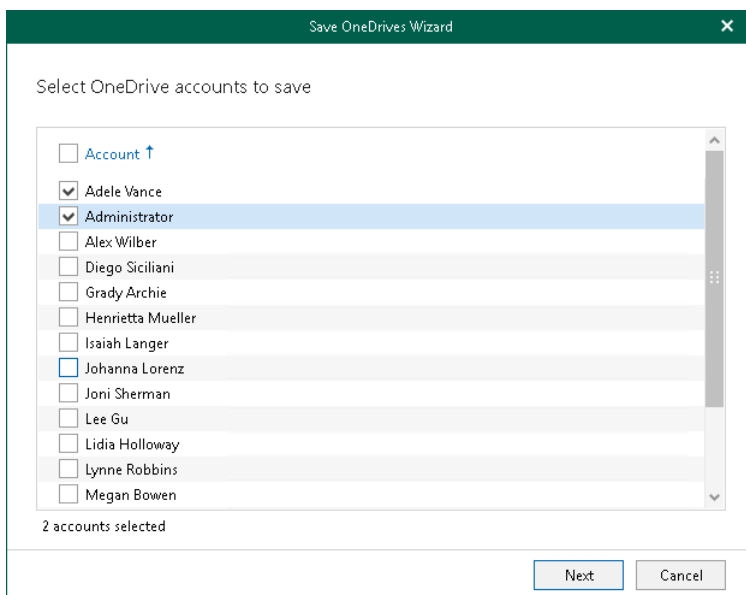 Save OneDrives Wizard
Select OneDrive accounts to save
Account ↑
Adele Vance
Administrator
Alex Wilber
Diego Siciliani
Grady Archie
Henrietta Mueller
Isaiah Langer
Johanna Lorenz
Joni Sherman
Lee Gu
Lidia Holloway
Lynne Robbins
Megan Bowen
2 accounts selected
Next Cancel